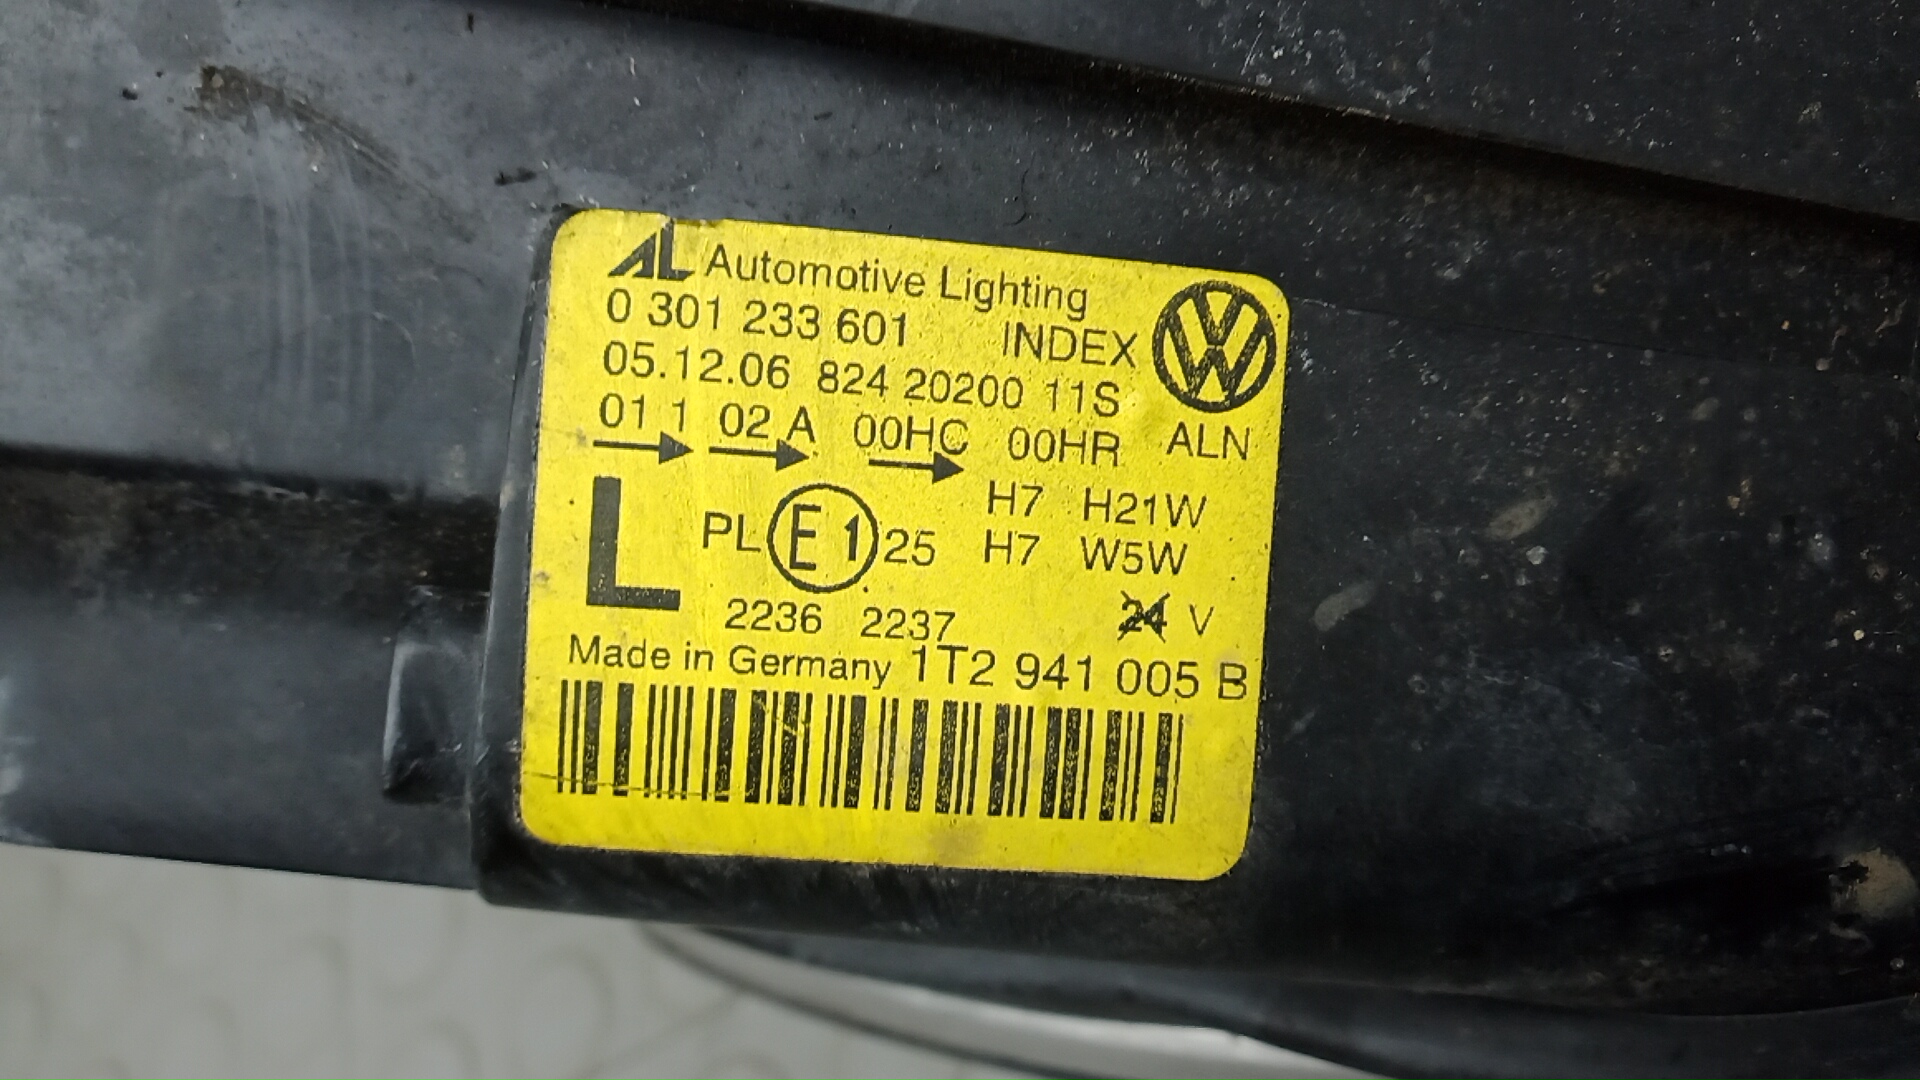 AL Automotive Lighting
0 301 233 601 INDEX
05.12.06 824 20200 11S
01 1 02 A 00HC 00HR ALN
H7 H21W
L PL E1 25 H7 W5W
2236 2237 24 V
Made in Germany 1T2 941 005 B